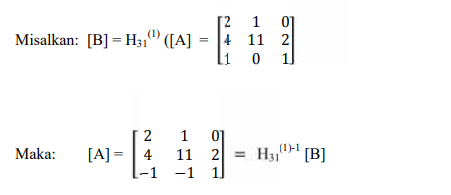 Misalkan: [B] = H₃₁⁽¹⁾ ([A] = [2 1 0
4 11 2
1 0 1]
Maka: [A] = [2 1 0
4 11 2
−1 −1 1] = H₃₁⁽¹⁾⁻¹ [B]